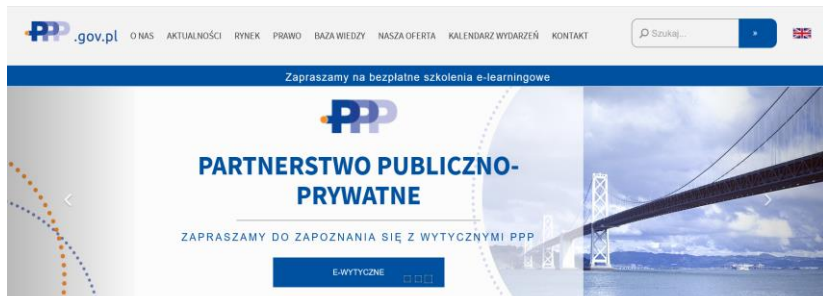 PPP.gov.pl O NAS AKTUALNOŚCI RYNEK PRAWO BAZA WIEDZY NASZA OFERTA KALENDARZ WYDARZEŃ KONTAKT Szukaj... »
Zapraszamy na bezpłatne szkolenia e-learningowe
PPP
PARTNERSTWO PUBLICZNO-
PRYWATNE
ZAPRASZAMY DO ZAPOZNANIA SIĘ Z WYTYCZNYMI PPP
E-WYTYCZNE